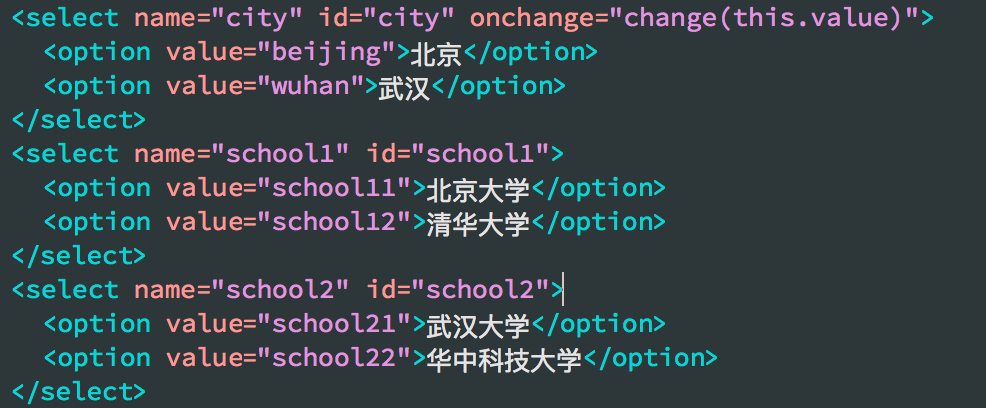 <select name="city" id="city" onchange="change(this.value)">
  <option value="beijing">北京</option>
  <option value="wuhan">武汉</option>
</select>
<select name="school1" id="school1">
  <option value="school11">北京大学</option>
  <option value="school12">清华大学</option>
</select>
<select name="school2" id="school2">
  <option value="school21">武汉大学</option>
  <option value="school22">华中科技大学</option>
</select>